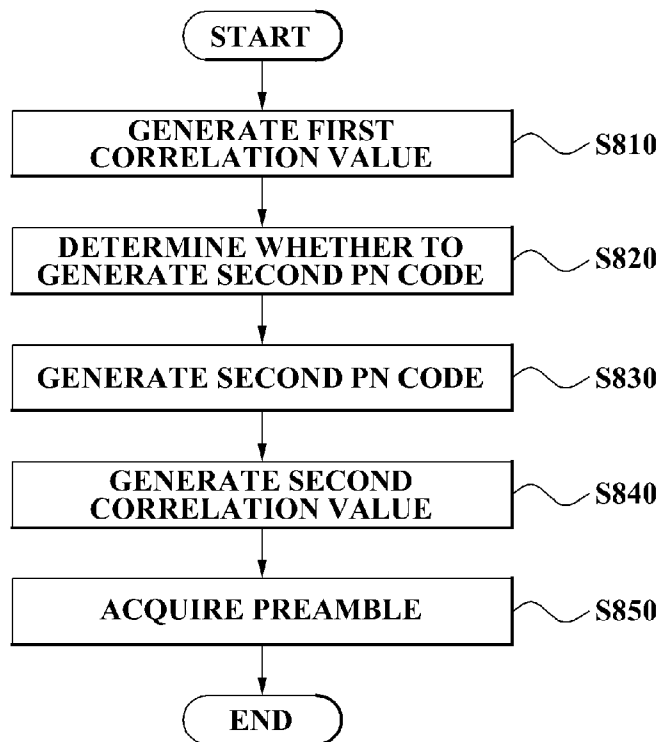 START
GENERATE FIRST
CORRELATION VALUE
S810
DETERMINE WHETHER TO
GENERATE SECOND PN CODE
S820
GENERATE SECOND PN CODE
S830
GENERATE SECOND
CORRELATION VALUE
S840
ACQUIRE PREAMBLE
S850
END